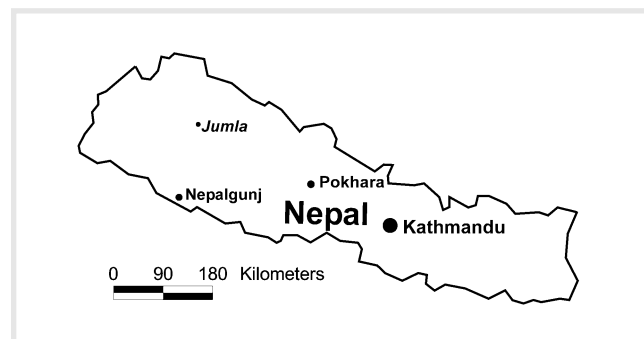 Jumla
Pokhara
Nepalgunj
Nepal
Kathmandu
0 90 180 Kilometers